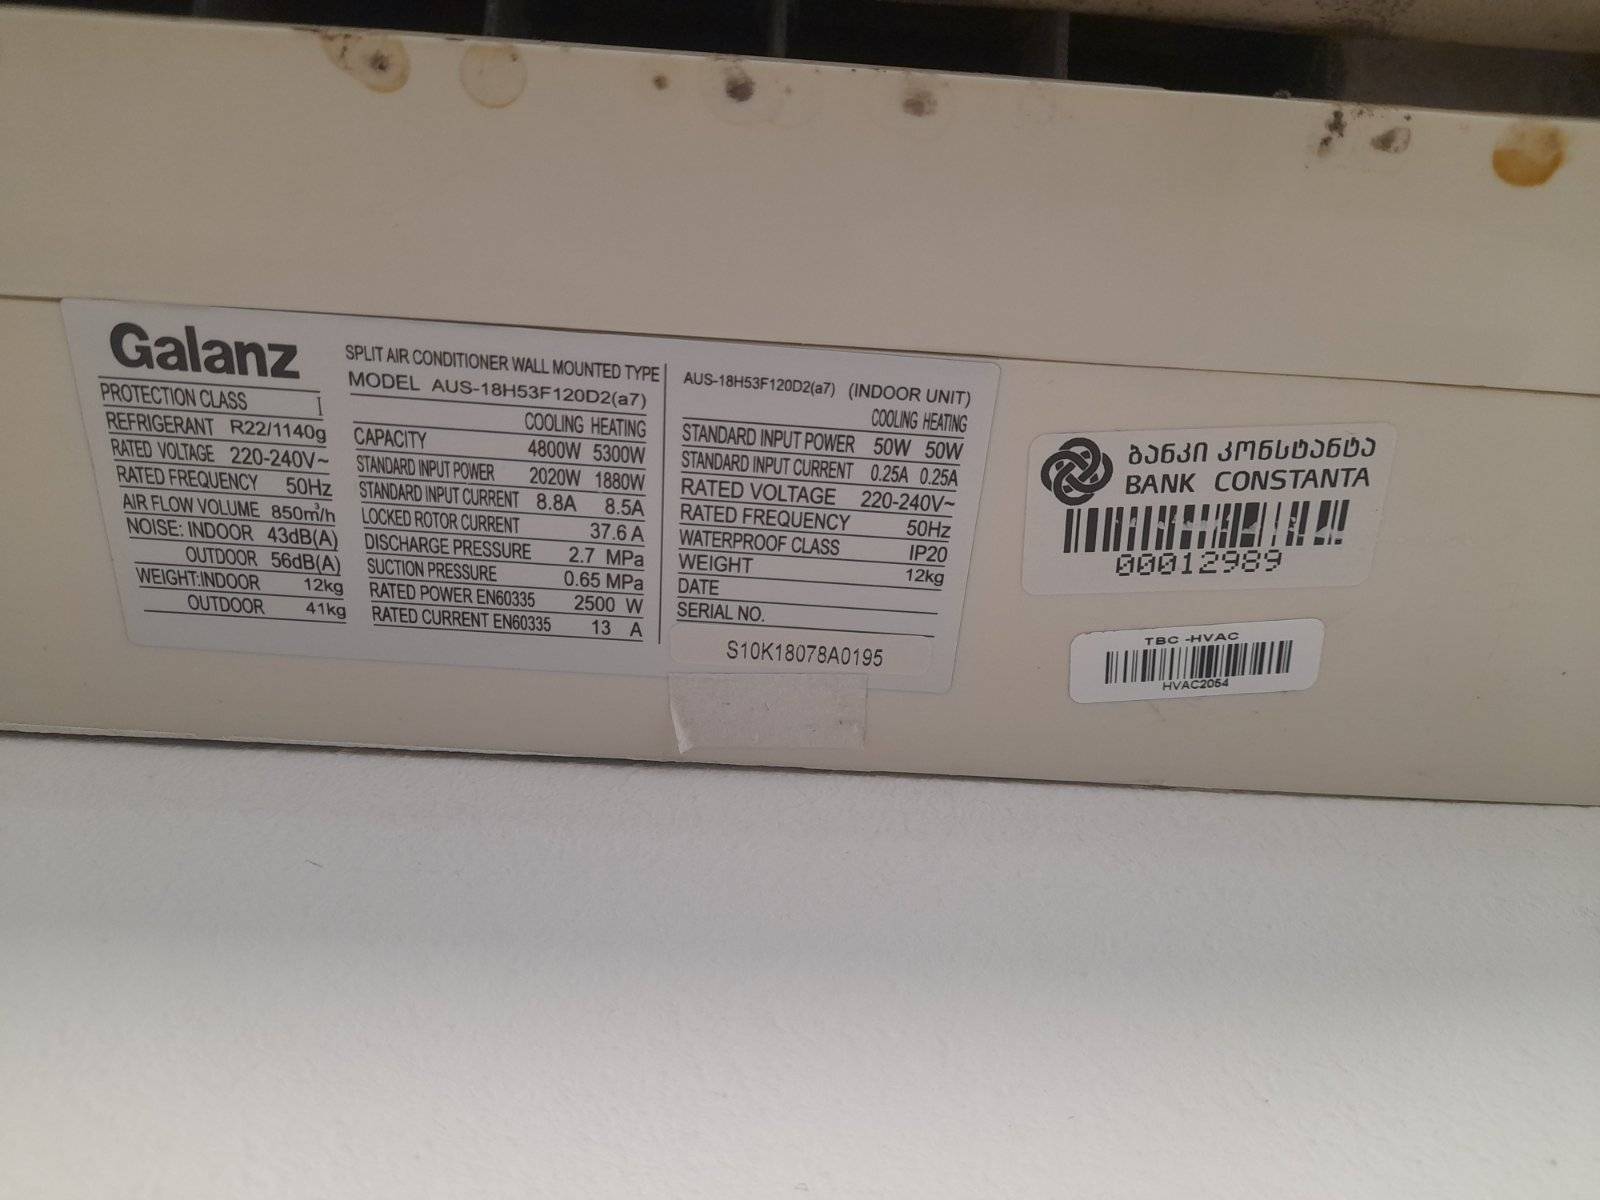 Galanz
PROTECTION CLASS I
REFRIGERANT R22/1140g
RATED VOLTAGE 220-240V~
RATED FREQUENCY 50Hz
AIR FLOW VOLUME 850m³/h
NOISE: INDOOR 43dB(A)
OUTDOOR 56dB(A)
WEIGHT:INDOOR 12kg
OUTDOOR 41kg
SPLIT AIR CONDITIONER WALL MOUNTED TYPE
MODEL AUS-18H53F120D2(a7)
COOLING HEATING
CAPACITY 4800W 5300W
STANDARD INPUT POWER 2020W 1880W
STANDARD INPUT CURRENT 8.8A 8.5A
LOCKED ROTOR CURRENT 37.6 A
DISCHARGE PRESSURE 2.7 MPa
SUCTION PRESSURE 0.65 MPa
RATED POWER EN60335 2500 W
RATED CURRENT EN60335 13 A
AUS-18H53F120D2(a7) (INDOOR UNIT)
COOLING HEATING
STANDARD INPUT POWER 50W 50W
STANDARD INPUT CURRENT 0.25A 0.25A
RATED VOLTAGE 220-240V~
RATED FREQUENCY 50Hz
WATERPROOF CLASS IP20
WEIGHT 12kg
DATE
SERIAL NO.
S10K18078A0195
ბანკი კონსტანტა
BANK CONSTANTA
00012989
TBC -HVAC
HVAC2054